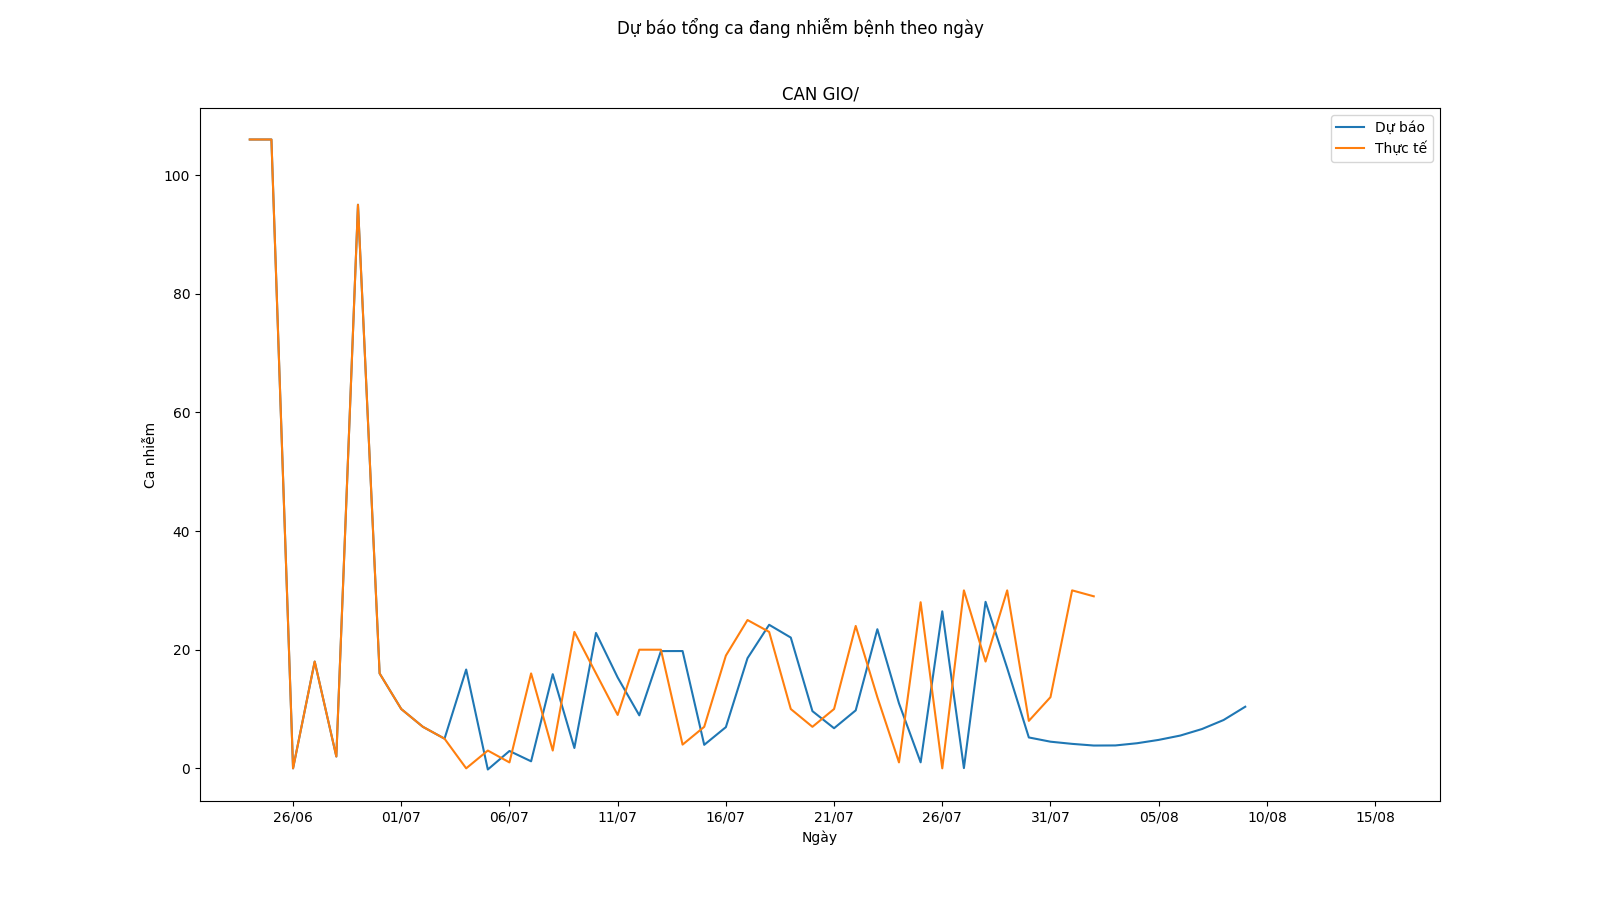 Dự báo tổng ca đang nhiễm bệnh theo ngày
CAN GIO/
Dự báo
Thực tế
100
80
60
40
20
0
Ca nhiễm
26/06
01/07
06/07
11/07
16/07
21/07
26/07
31/07
05/08
10/08
15/08
Ngày